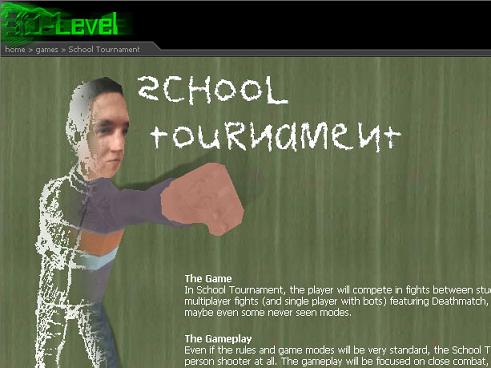 3D-Level
home » games » School Tournament
SCHOOL
tournament
The Game
In School Tournament, the player will compete in fights between
multiplayer fights (and single player with bots) featuring Deathmatch,
maybe even some never seen modes.
The Gameplay
Even if the rules and game modes will be very standard, the School
person shooter at all. The gameplay will be focused on close combat,